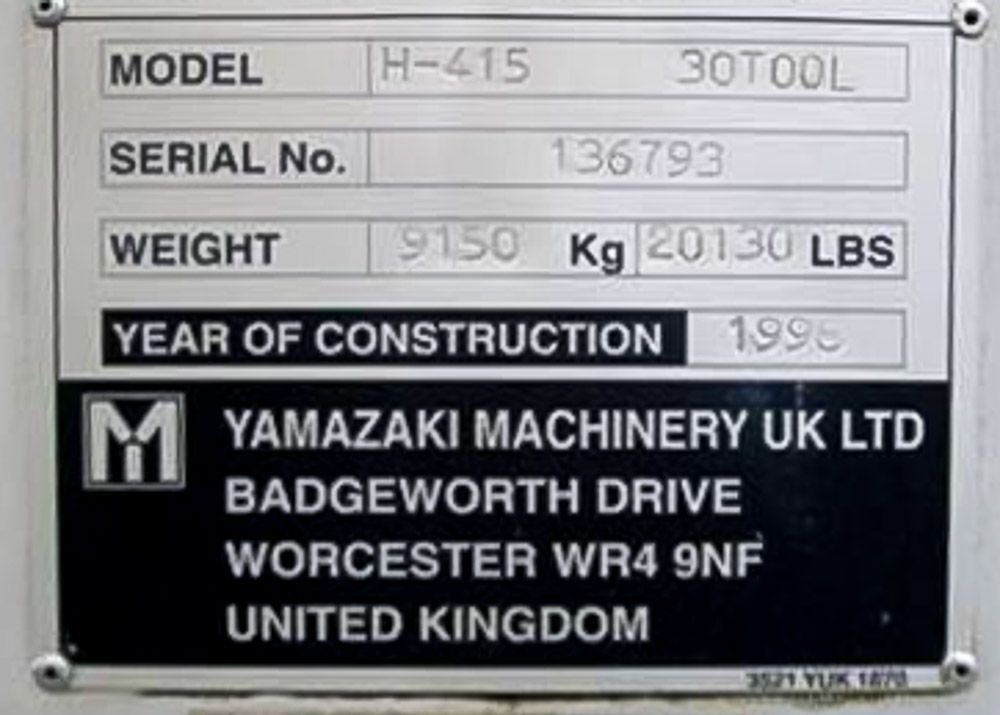 MODEL H-415 30TOOL
SERIAL No. 136793
WEIGHT 9150 Kg 20130 LBS
YEAR OF CONSTRUCTION
YAMAZAKI MACHINERY UK LTD
BADGEWORTH DRIVE
WORCESTER WR4 9NF
UNITED KINGDOM
YUK